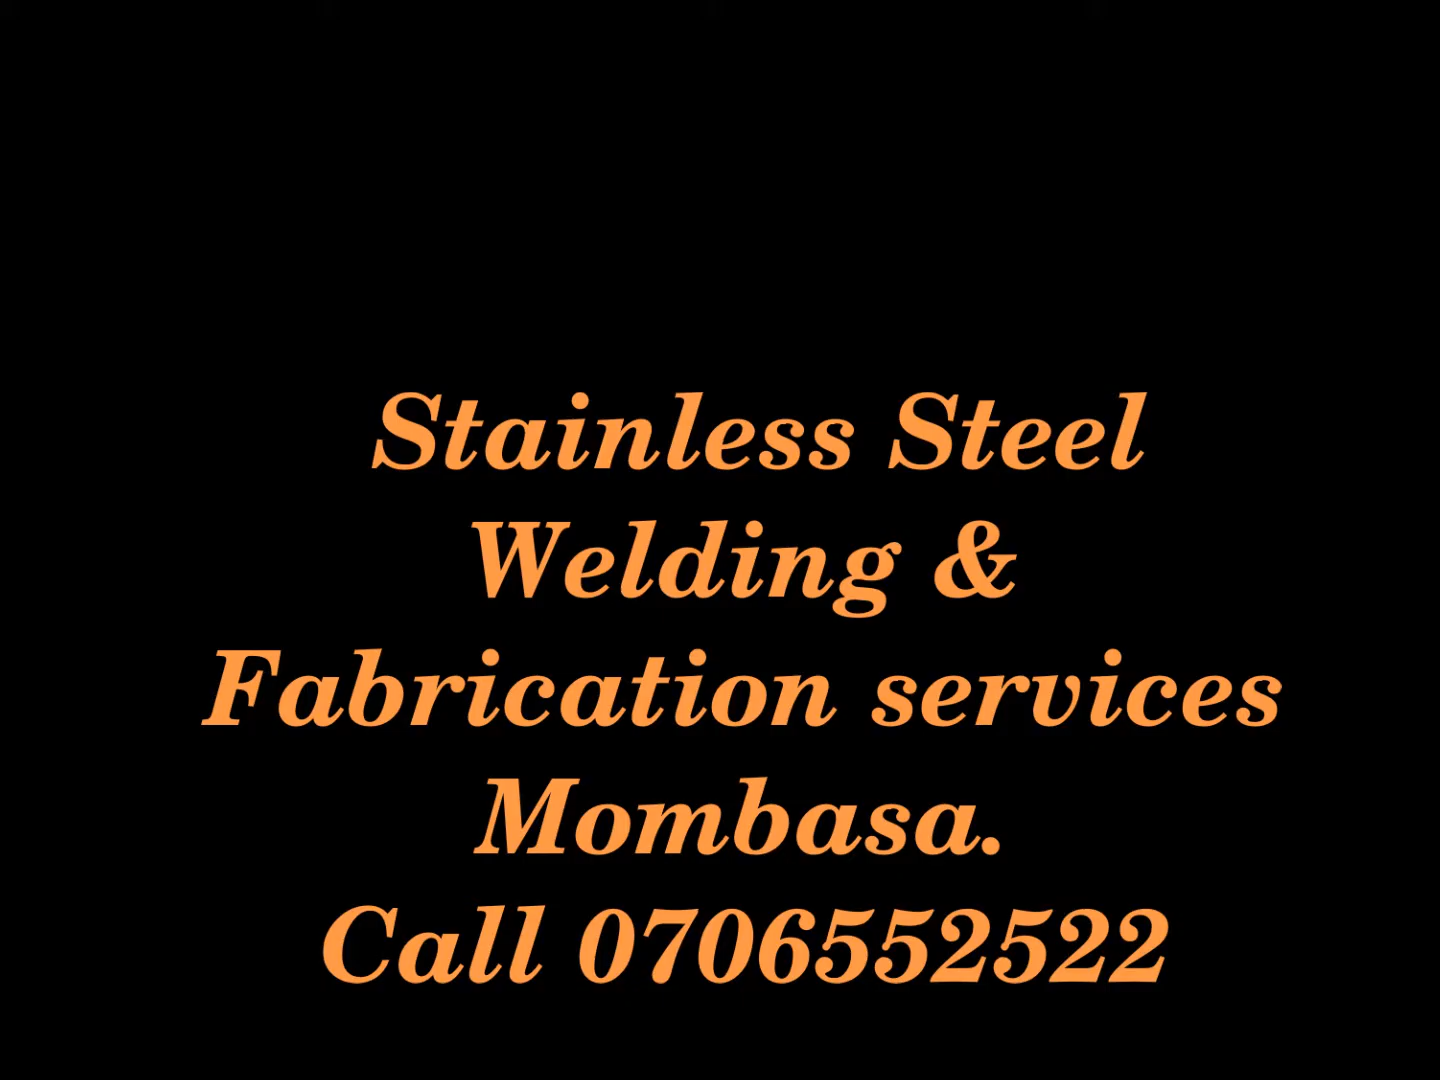 Stainless Steel
Welding &
Fabrication services
Mombasa.
Call 0706552522